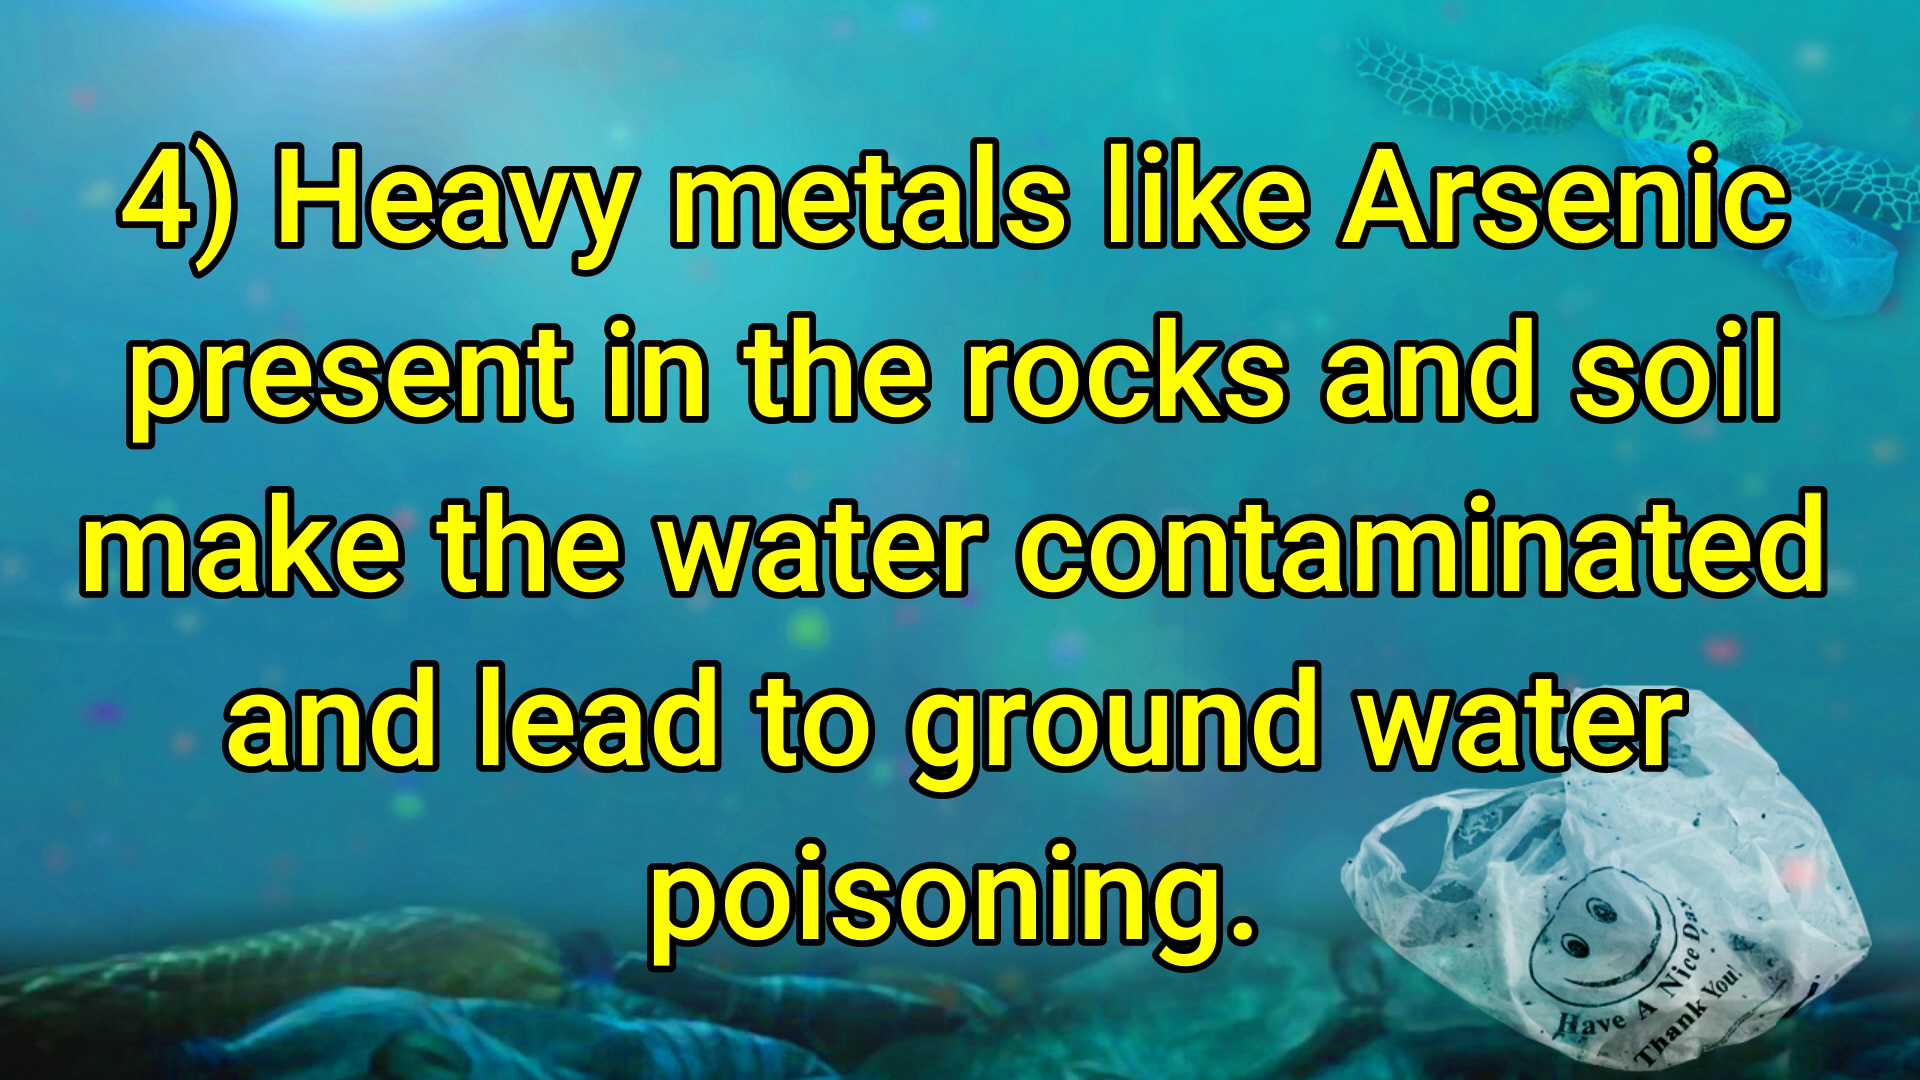 4) Heavy metals like Arsenic
present in the rocks and soil
make the water contaminated
and lead to ground water
poisoning.
Have A Nice Day
Thank You!